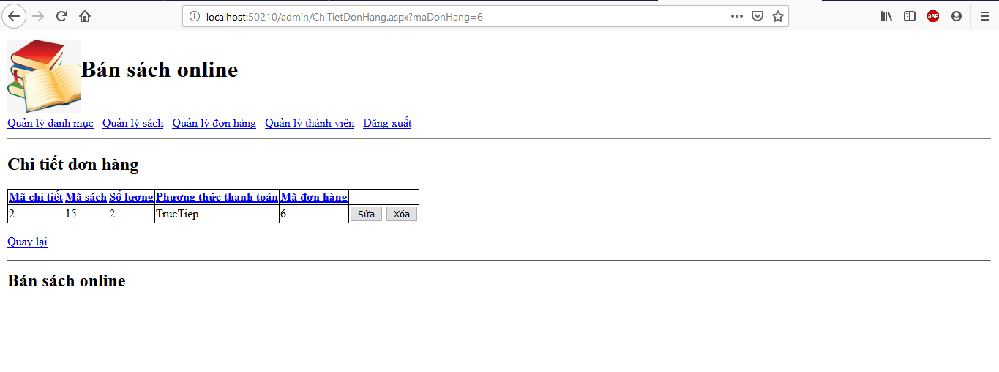 localhost:50210/admin/ChiTietDonHang.aspx?maDonHang=6
ABP
Bán sách online
Quản lý danh mục Quản lý sách Quản lý đơn hàng Quản lý thành viên Đăng xuất
Chi tiết đơn hàng
Mã chi tiết Mã sách Số lượng Phương thức thanh toán Mã đơn hàng
2 15 2 TrucTiep 6 Sửa Xóa
Quay lại
Bán sách online